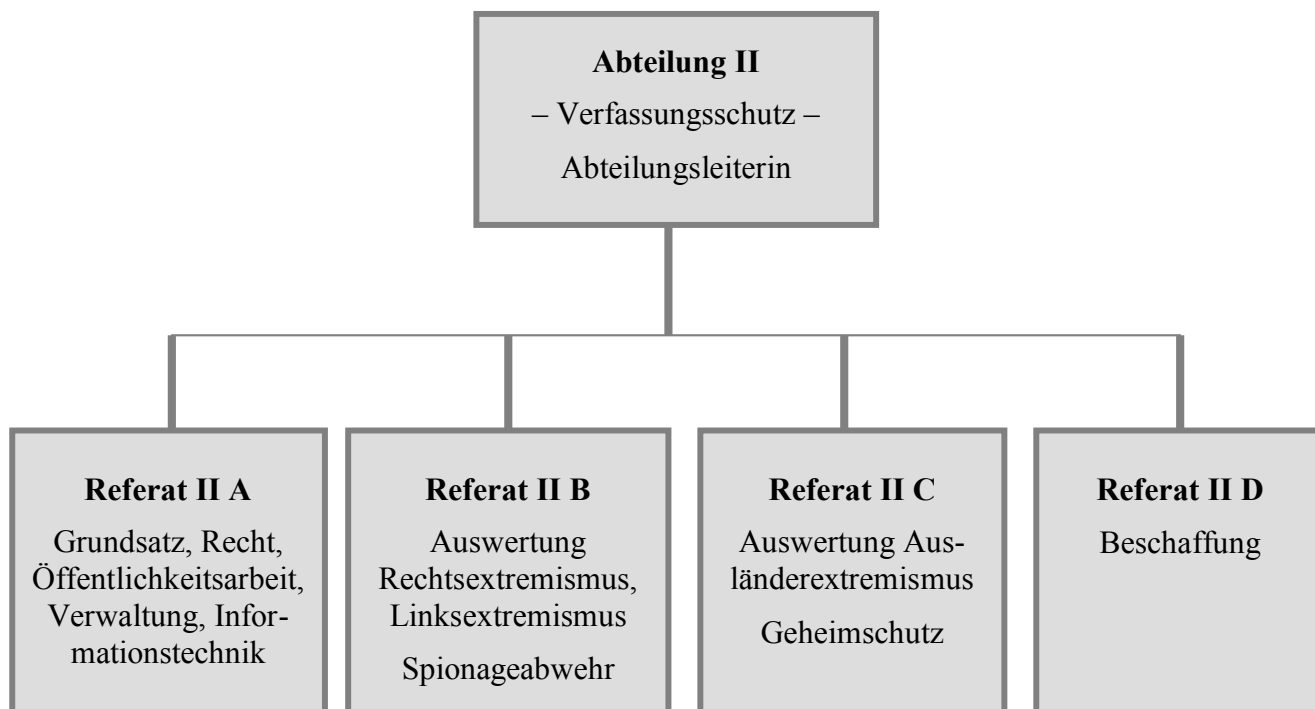 Abteilung II
– Verfassungsschutz –
Abteilungsleiterin
Referat II A
Grundsatz, Recht,
Öffentlichkeitsarbeit,
Verwaltung, Infor-
mationstechnik
Referat II B
Auswertung
Rechtsextremismus,
Linksextremismus
Spionageabwehr
Referat II C
Auswertung Aus-
länderextremismus
Geheimschutz
Referat II D
Beschaffung